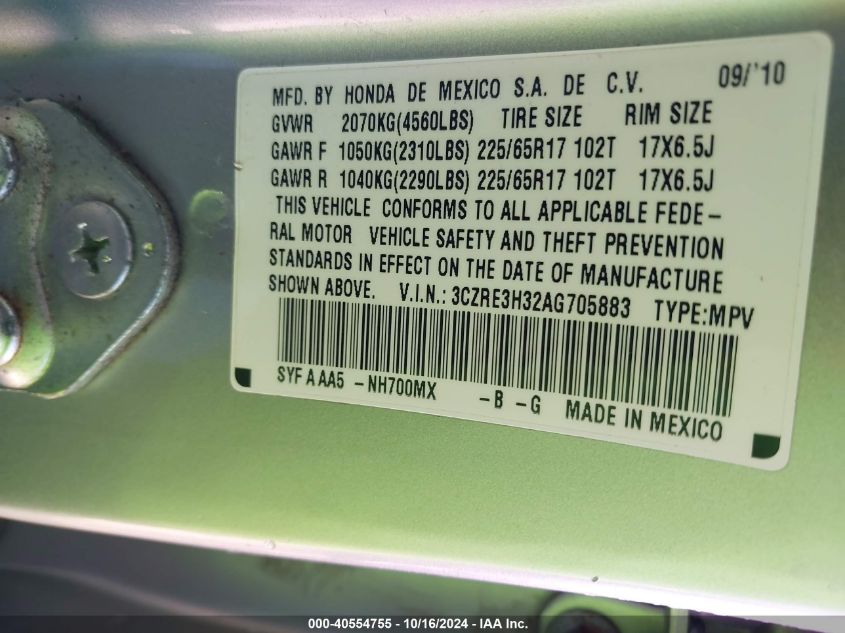 MFD. BY HONDA DE MEXICO S.A. DE C.V. 09/'10
GVWR 2070KG(4560LBS) TIRE SIZE RIM SIZE
GAWR F 1050KG(2310LBS) 225/65R17 102T 17X6.5J
GAWR R 1040KG(2290LBS) 225/65R17 102T 17X6.5J
THIS VEHICLE CONFORMS TO ALL APPLICABLE FEDE-
RAL MOTOR VEHICLE SAFETY AND THEFT PREVENTION
STANDARDS IN EFFECT ON THE DATE OF MANUFACTURE
SHOWN ABOVE. V.I.N.: 3CZRE3H32AG705883 TYPE:MPV
SYF A AA5 -NH700MX -B -G MADE IN MEXICO
000-40554755 - 10/16/2024 - IAA Inc.